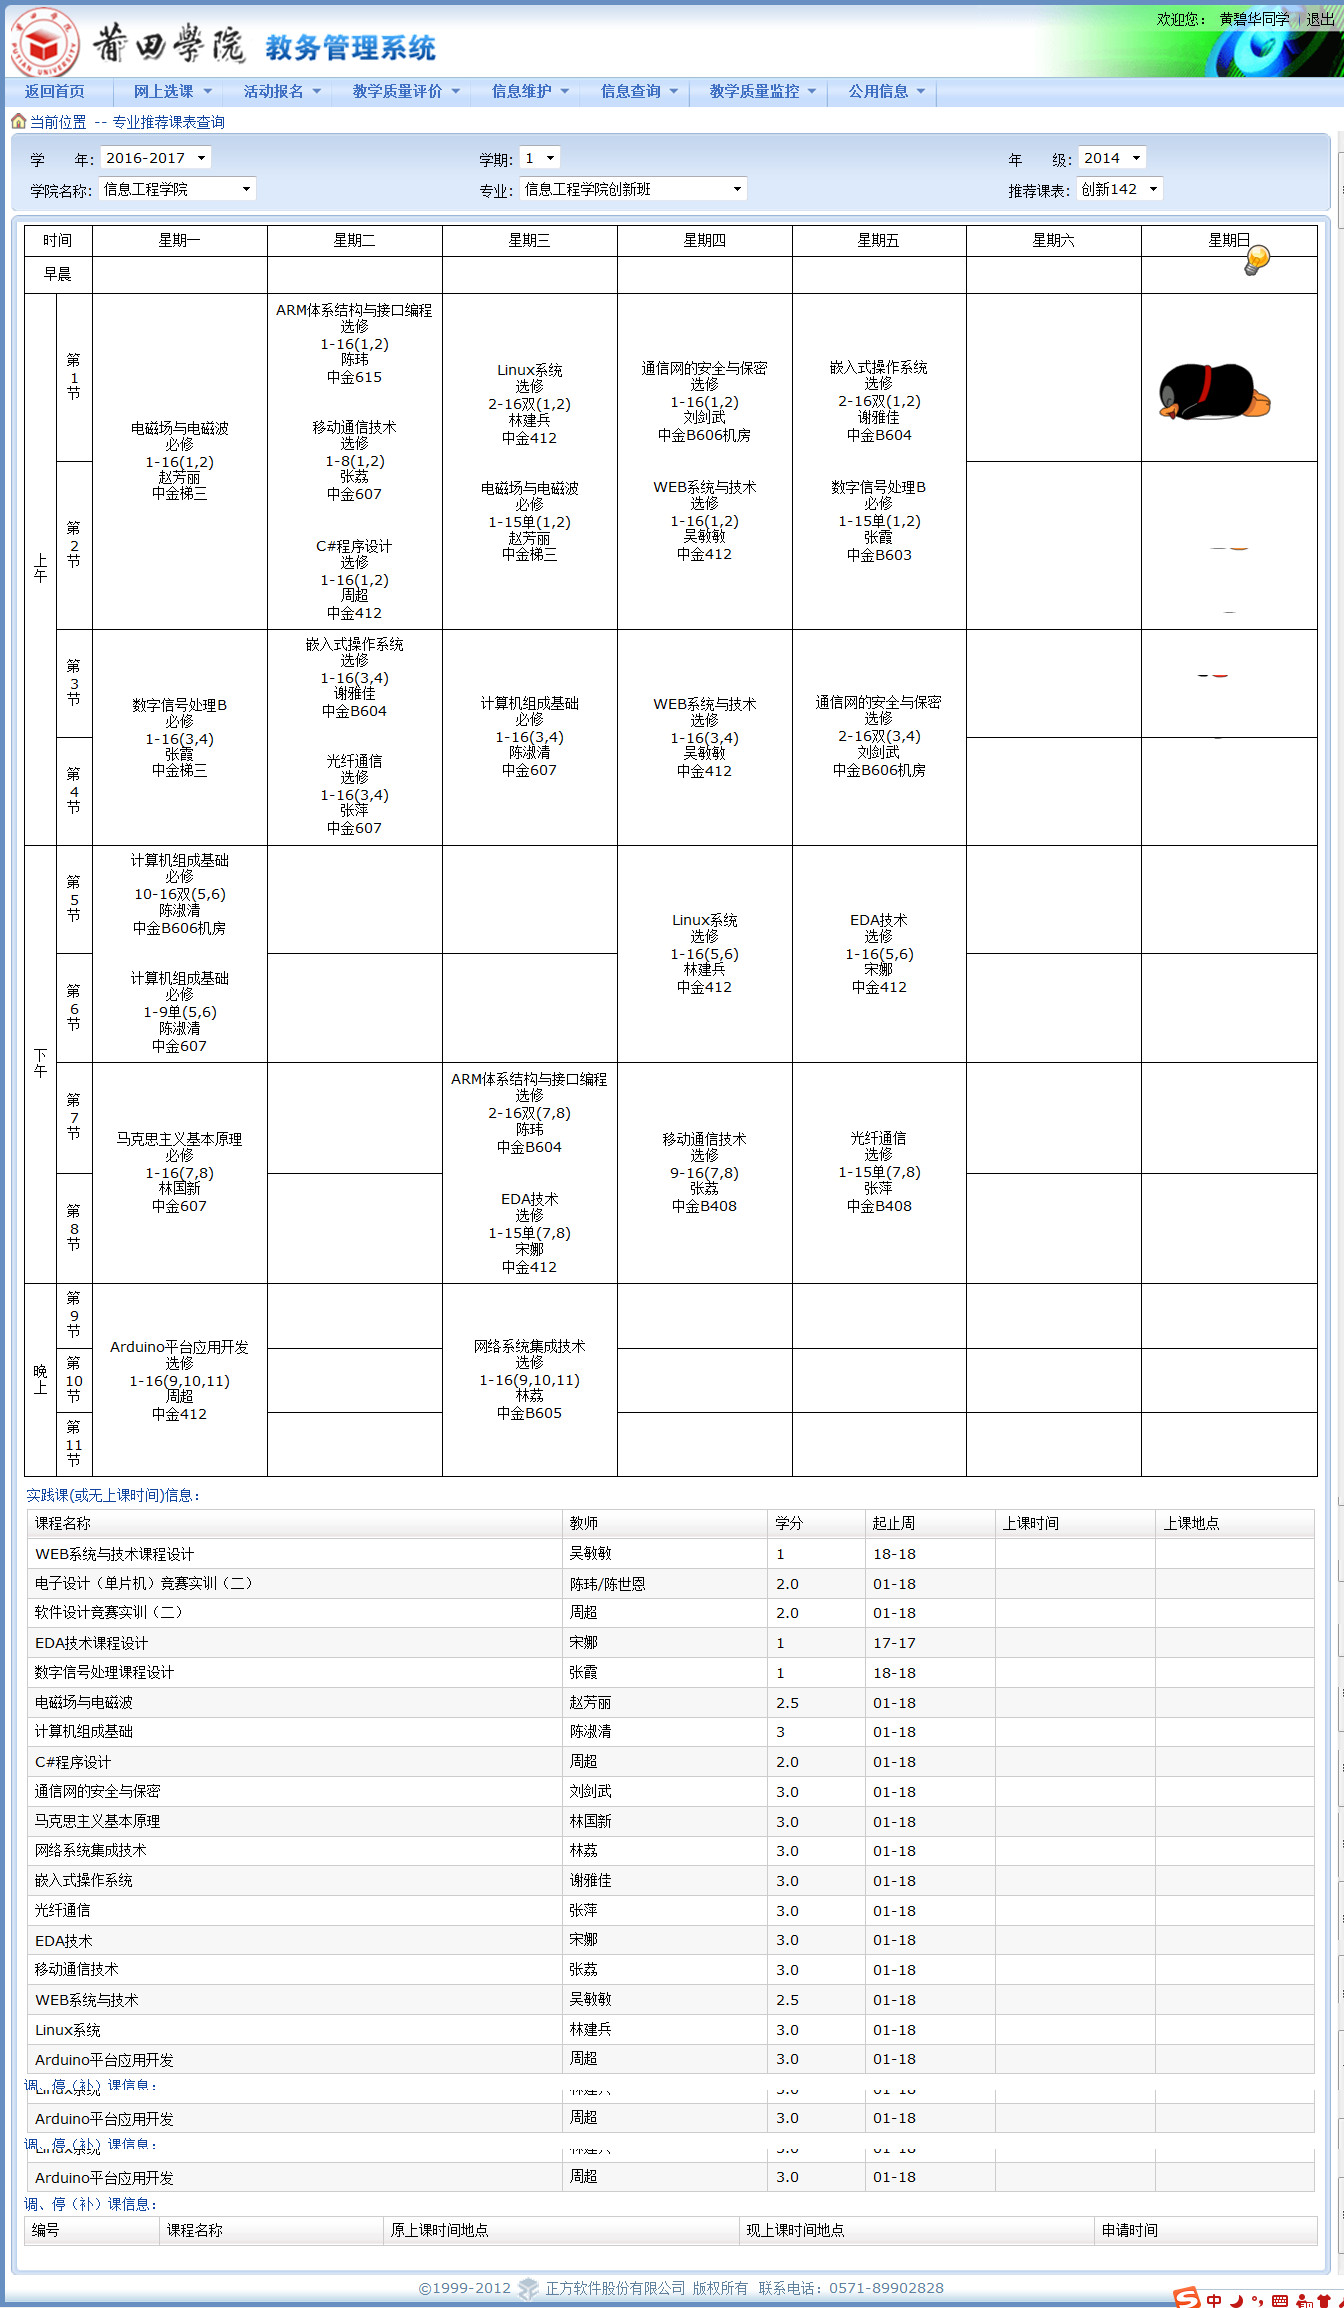 欢迎您： 黄碧华同学 | 退出
莆田学院 教务管理系统
返回首页 网上选课 活动报名 教学质量评价 信息维护 信息查询 教学质量监控 公用信息
当前位置 -- 专业推荐课表查询
学 年: 2016-2017 学期: 1 年 级: 2014
学院名称: 信息工程学院 专业: 信息工程学院创新班 推荐课表: 创新142
时间 星期一 星期二 星期三 星期四 星期五 星期六 星期日
早晨
上午
第1节
第2节
电磁场与电磁波
必修
1-16(1,2)
赵芳丽
中金梯三
ARM体系结构与接口编程
选修
1-16(1,2)
陈玮
中金615
移动通信技术
选修
1-8(1,2)
张荔
中金607
C#程序设计
选修
1-16(1,2)
周超
中金412
Linux系统
选修
2-16双(1,2)
林建兵
中金412
电磁场与电磁波
必修
1-15单(1,2)
赵芳丽
中金梯三
通信网的安全与保密
选修
1-16(1,2)
刘剑武
中金B606机房
WEB系统与技术
选修
1-16(1,2)
吴敏敏
中金412
嵌入式操作系统
选修
2-16双(1,2)
谢雅佳
中金B604
数字信号处理B
必修
1-15单(1,2)
张霞
中金B603
第3节
第4节
数字信号处理B
必修
1-16(3,4)
张霞
中金梯三
嵌入式操作系统
选修
1-16(3,4)
谢雅佳
中金B604
光纤通信
选修
1-16(3,4)
张萍
中金607
计算机组成基础
必修
1-16(3,4)
陈淑清
中金607
WEB系统与技术
选修
1-16(3,4)
吴敏敏
中金412
通信网的安全与保密
选修
2-16双(3,4)
刘剑武
中金B606机房
下午
第5节
第6节
计算机组成基础
必修
10-16双(5,6)
陈淑清
中金B606机房
计算机组成基础
必修
1-9单(5,6)
陈淑清
中金607
Linux系统
选修
1-16(5,6)
林建兵
中金412
EDA技术
选修
1-16(5,6)
宋娜
中金412
第7节
第8节
马克思主义基本原理
必修
1-16(7,8)
林国新
中金607
ARM体系结构与接口编程
选修
2-16双(7,8)
陈玮
中金B604
EDA技术
选修
1-15单(7,8)
宋娜
中金412
移动通信技术
选修
9-16(7,8)
张荔
中金B408
光纤通信
选修
1-15单(7,8)
张萍
中金B408
晚上
第9节
第10节
第11节
Arduino平台应用开发
选修
1-16(9,10,11)
周超
中金412
网络系统集成技术
选修
1-16(9,10,11)
林荔
中金B605
实践课(或无上课时间)信息：
课程名称 教师 学分 起止周 上课时间 上课地点
WEB系统与技术课程设计 吴敏敏 1 18-18
电子设计（单片机）竞赛实训（二） 陈玮/陈世恩 2.0 01-18
软件设计竞赛实训（二） 周超 2.0 01-18
EDA技术课程设计 宋娜 1 17-17
数字信号处理课程设计 张霞 1 18-18
电磁场与电磁波 赵芳丽 2.5 01-18
计算机组成基础 陈淑清 3 01-18
C#程序设计 周超 2.0 01-18
通信网的安全与保密 刘剑武 3.0 01-18
马克思主义基本原理 林国新 3.0 01-18
网络系统集成技术 林荔 3.0 01-18
嵌入式操作系统 谢雅佳 3.0 01-18
光纤通信 张萍 3.0 01-18
EDA技术 宋娜 3.0 01-18
移动通信技术 张荔 3.0 01-18
WEB系统与技术 吴敏敏 2.5 01-18
Linux系统 林建兵 3.0 01-18
Arduino平台应用开发 周超 3.0 01-18
调、停（补）课信息：
Linux系统 林建兵 3.0 01-18
Arduino平台应用开发 周超 3.0 01-18
调、停（补）课信息：
Linux系统 林建兵 3.0 01-18
Arduino平台应用开发 周超 3.0 01-18
调、停（补）课信息：
编号 课程名称 原上课时间地点 现上课时间地点 申请时间
©1999-2012 正方软件股份有限公司 版权所有 联系电话：0571-89902828
中